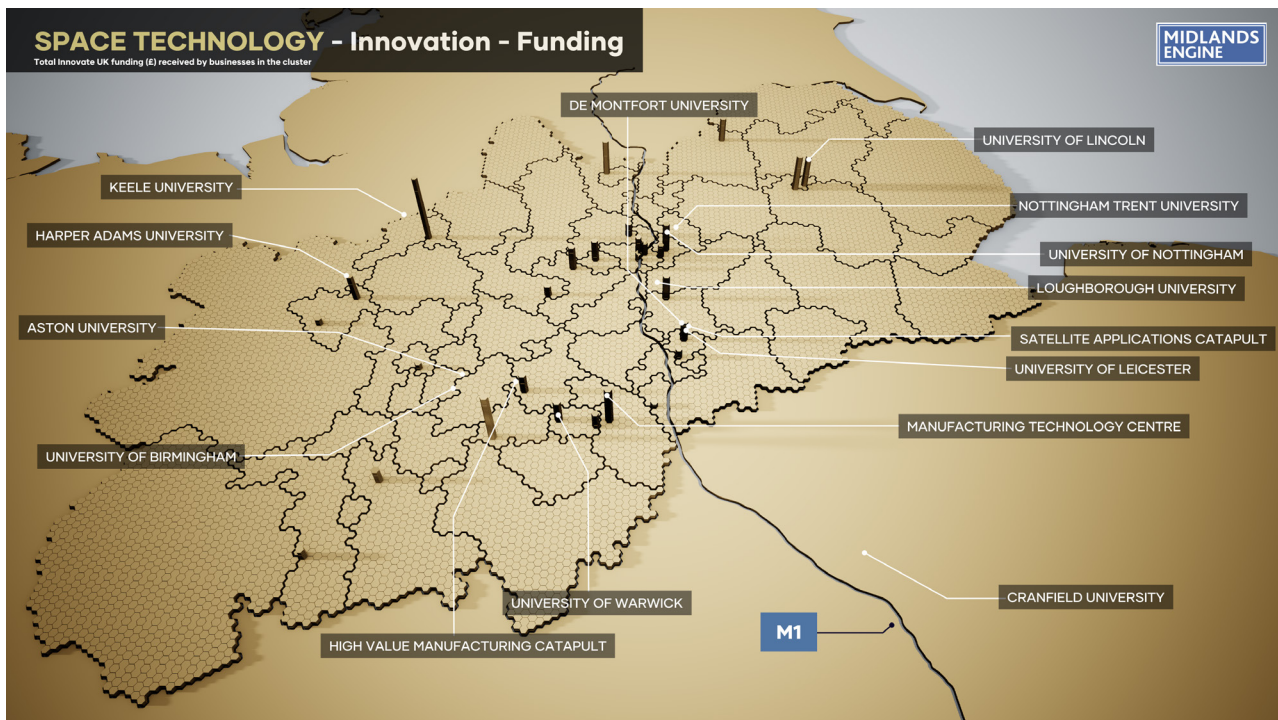 SPACE TECHNOLOGY - Innovation - Funding
Total Innovate UK funding (£) received by businesses in the cluster
MIDLANDS
ENGINE
DE MONTFORT UNIVERSITY
UNIVERSITY OF LINCOLN
KEELE UNIVERSITY
NOTTINGHAM TRENT UNIVERSITY
HARPER ADAMS UNIVERSITY
UNIVERSITY OF NOTTINGHAM
LOUGHBOROUGH UNIVERSITY
ASTON UNIVERSITY
SATELLITE APPLICATIONS CATAPULT
UNIVERSITY OF LEICESTER
MANUFACTURING TECHNOLOGY CENTRE
UNIVERSITY OF BIRMINGHAM
CRANFIELD UNIVERSITY
UNIVERSITY OF WARWICK
M1
HIGH VALUE MANUFACTURING CATAPULT